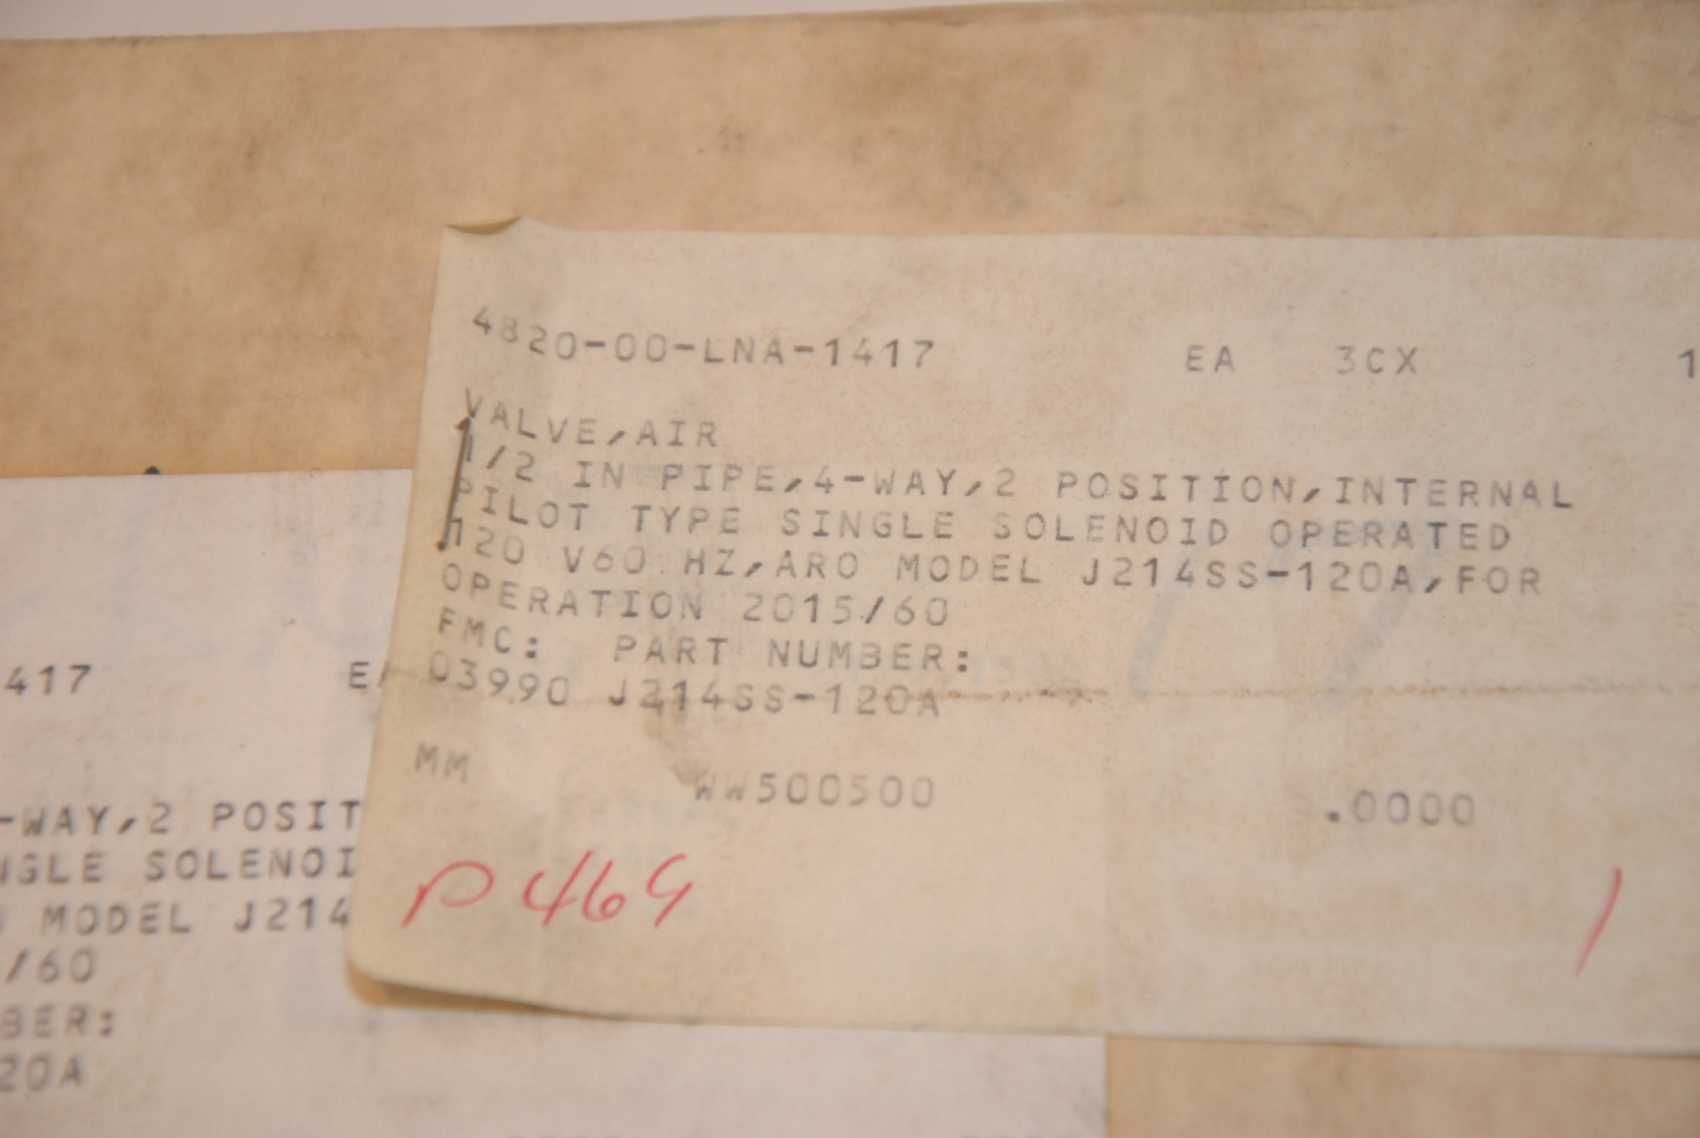 4820-00-LNA-1417 EA 3CX 1
VALVE,AIR
1/2 IN PIPE,4-WAY,2 POSITION,INTERNAL
PILOT TYPE SINGLE SOLENOID OPERATED
120 V60 HZ,ARO MODEL J214SS-120A,FOR
OPERATION 2015/60
FMC: PART NUMBER:
03990 J214SS-120A
MM WW500500 .0000
P469 1
417 E
-WAY,2 POSIT
NGLE SOLENOI
MODEL J214
/60
BER:
20A